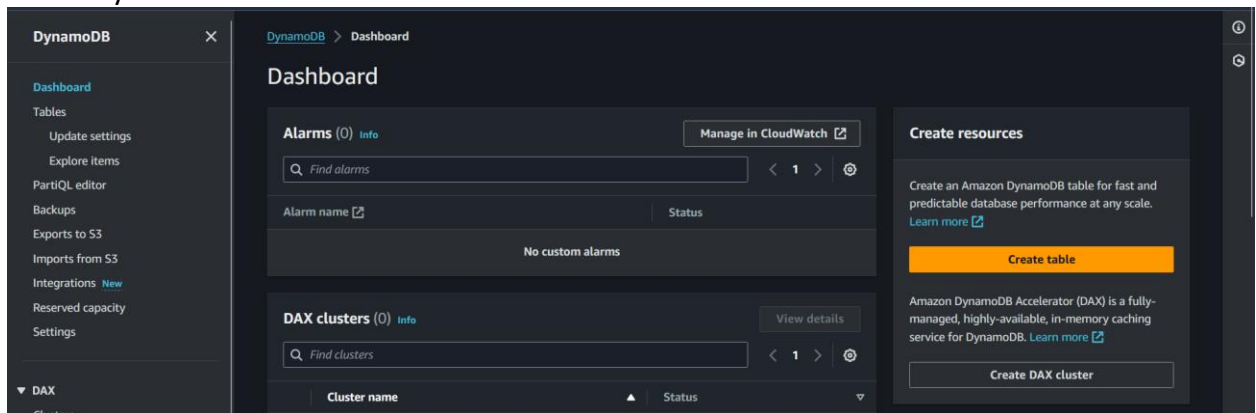 DynamoDB
Dashboard
Tables
Update settings
Explore items
PartiQL editor
Backups
Exports to S3
Imports from S3
Integrations New
Reserved capacity
Settings
DAX
DynamoDB > Dashboard
Dashboard
Alarms (0) Info
Manage in CloudWatch
Find alarms
1
Alarm name
Status
No custom alarms
DAX clusters (0) Info
View details
Find clusters
1
Cluster name
Status
Create resources
Create an Amazon DynamoDB table for fast and
predictable database performance at any scale.
Learn more
Create table
Amazon DynamoDB Accelerator (DAX) is a fully-
managed, highly-available, in-memory caching
service for DynamoDB. Learn more
Create DAX cluster